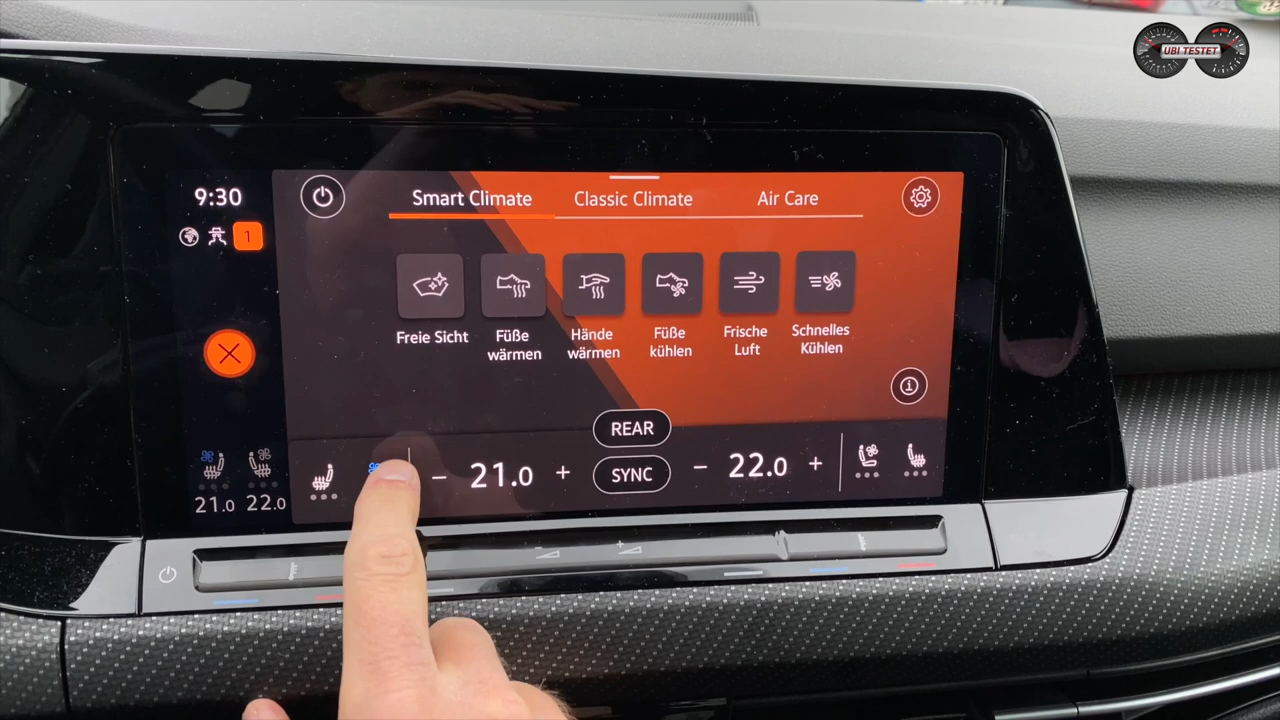 UBI TESTET
9:30
1
Smart Climate
Classic Climate
Air Care
Freie Sicht
Füße
wärmen
Hände
wärmen
Füße
kühlen
Frische
Luft
Schnelles
Kühlen
REAR
− 21.0 +
SYNC
− 22.0 +
21.0 22.0